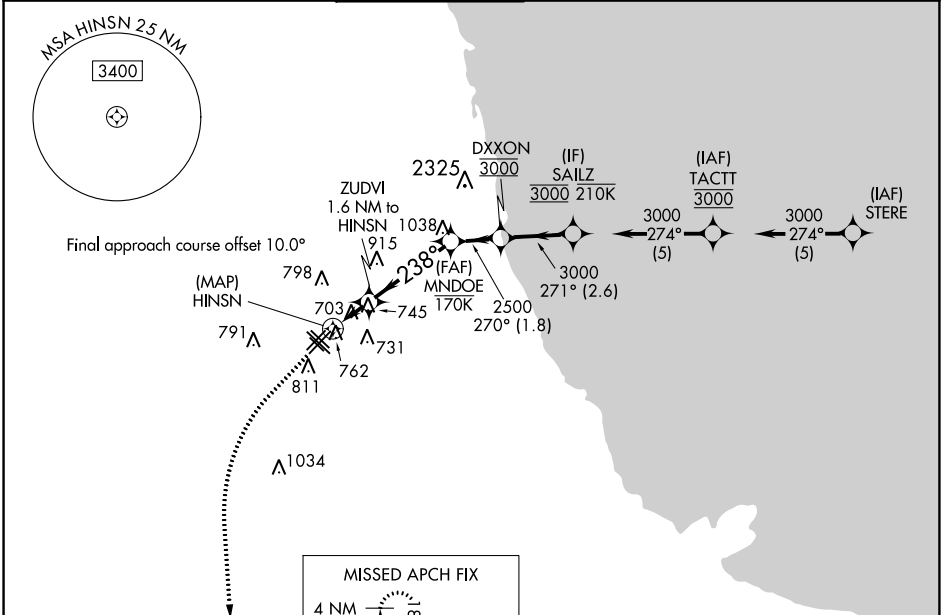 MSA HINSN 25 NM
3400
Final approach course offset 10.0°
2325
DXXON
3000
(IF)
SAILZ
3000 210K
(IAF)
TACTT
3000
(IAF)
STERE
3000
274°
(5)
3000
274°
(5)
ZUDVI
1.6 NM to
HINSN
1038
915
238°
(FAF)
MNDOE
170K
3000
271° (2.6)
2500
270° (1.8)
798
(MAP)
HINSN
703
745
791
731
762
811
1034
MISSED APCH FIX
4 NM
18